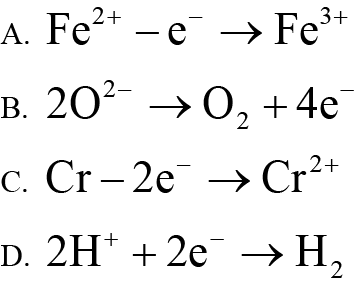 A. Fe²⁺ − e⁻ → Fe³⁺
B. 2O²⁻ → O₂ + 4e⁻
C. Cr − 2e⁻ → Cr²⁺
D. 2H⁺ + 2e⁻ → H₂